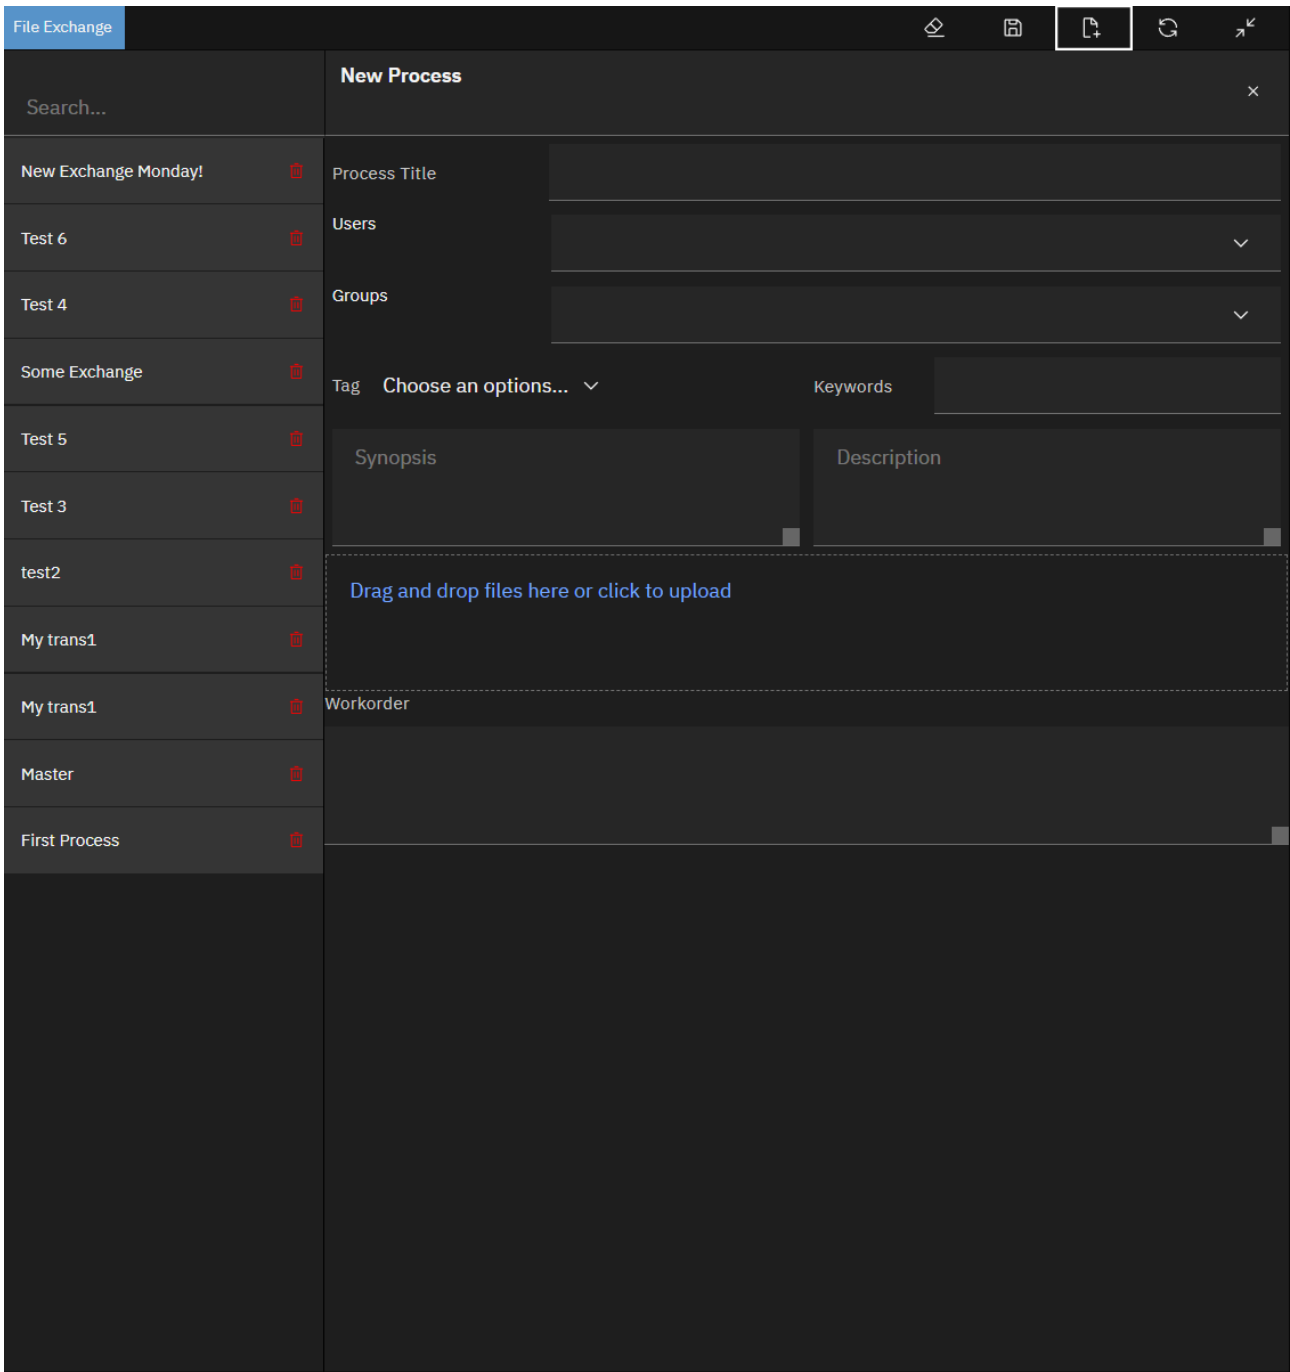 File Exchange
Search...
New Process
New Exchange Monday!
Test 6
Test 4
Some Exchange
Test 5
Test 3
test2
My trans1
My trans1
Master
First Process
Process Title
Users
Groups
Tag Choose an options... Keywords
Synopsis Description
Drag and drop files here or click to upload
Workorder